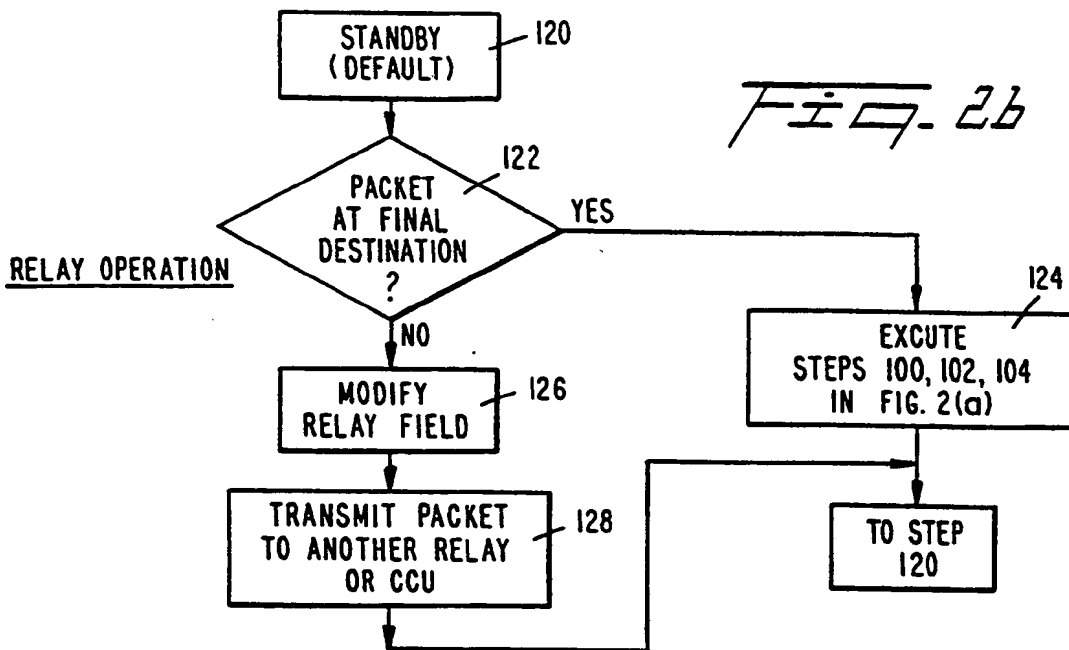 STANDBY
(DEFAULT)
120
Fig. 2b
122
PACKET
AT FINAL
DESTINATION
?
YES
RELAY OPERATION
NO
124
EXCUTE
STEPS 100, 102, 104
IN FIG. 2(a)
MODIFY
RELAY FIELD
126
TRANSMIT PACKET
TO ANOTHER RELAY
OR CCU
128
TO STEP
120